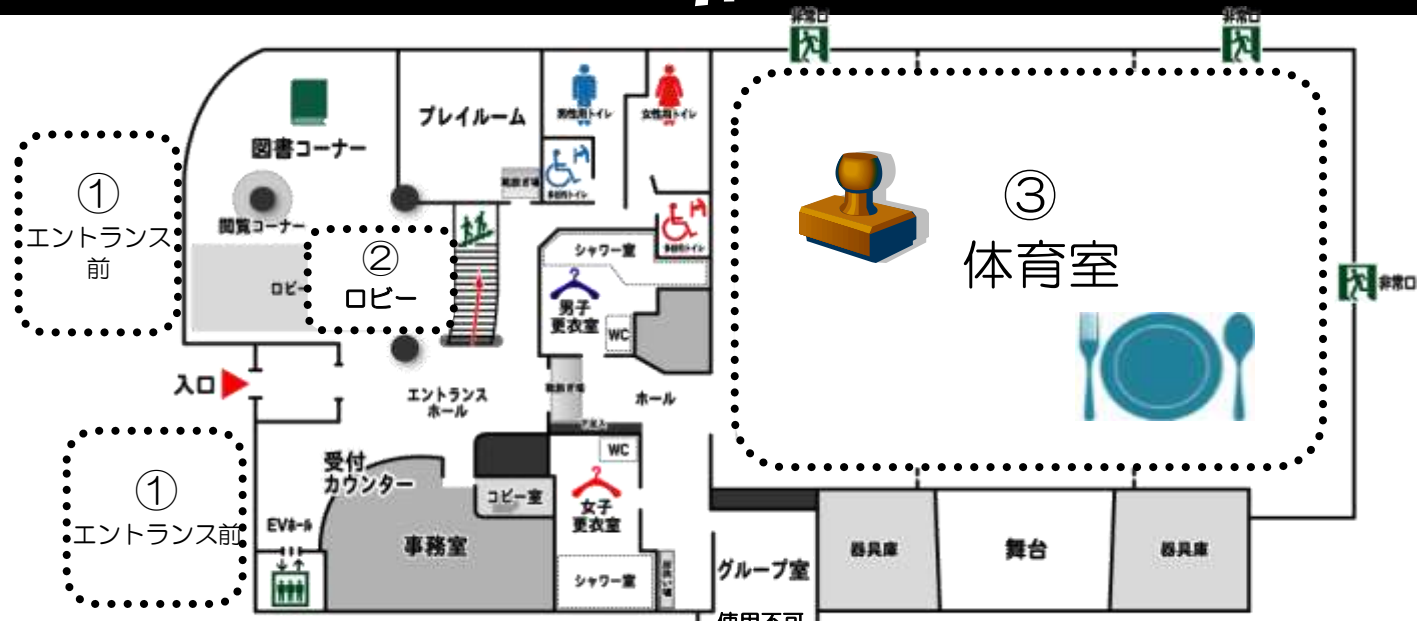 非常口
非常口
図書コーナー
プレイルーム
男性用トイレ
女性用トイレ
①
エントランス
前
閲覧コーナー
②
ロビー
シャワー室
男子
更衣室
WC
③
体育室
非常口
入口
エントランス
ホール
ホール
①
エントランス前
受付
カウンター
WC
コピー室
女子
更衣室
EVホール
事務室
シャワー室
グループ室
器具庫
舞台
器具庫
使用不可